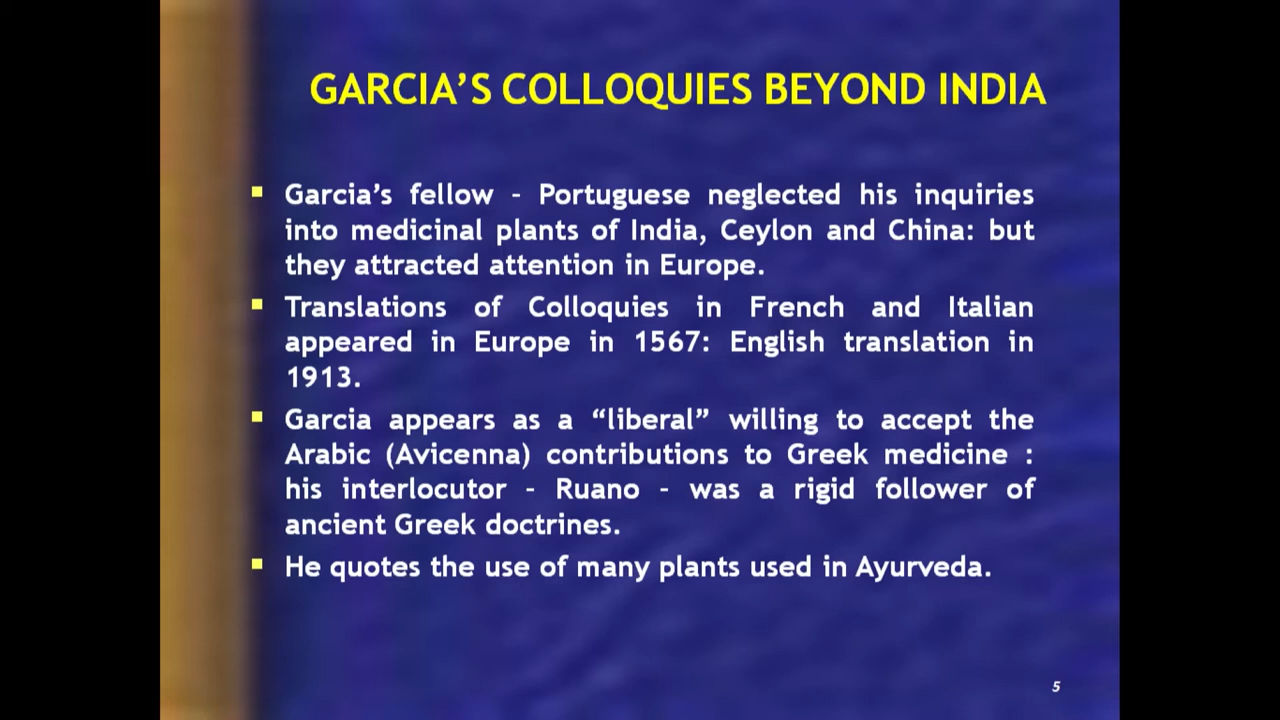 GARCIA’S COLLOQUIES BEYOND INDIA
Garcia’s fellow - Portuguese neglected his inquiries
into medicinal plants of India, Ceylon and China: but
they attracted attention in Europe.
Translations of Colloquies in French and Italian
appeared in Europe in 1567: English translation in
1913.
Garcia appears as a “liberal” willing to accept the
Arabic (Avicenna) contributions to Greek medicine :
his interlocutor - Ruano - was a rigid follower of
ancient Greek doctrines.
He quotes the use of many plants used in Ayurveda.
5